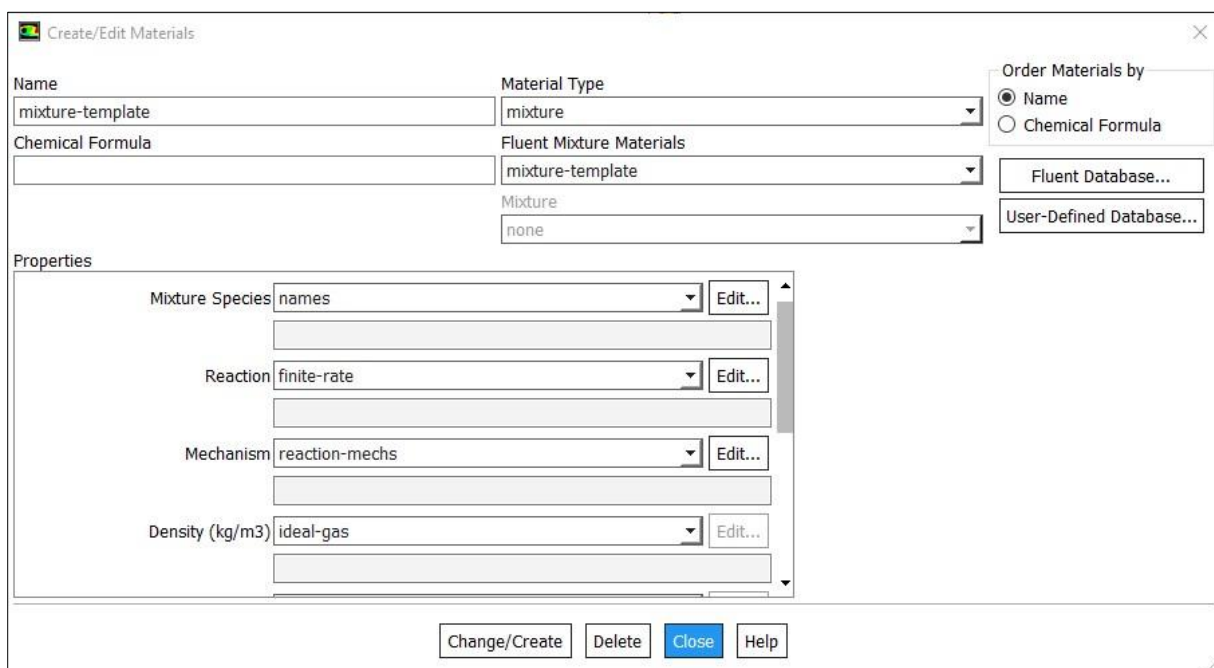 Create/Edit Materials
Name
mixture-template
Material Type
mixture
Order Materials by
Name
Chemical Formula
Chemical Formula
Fluent Mixture Materials
mixture-template
Fluent Database...
Mixture
none
User-Defined Database...
Properties
Mixture Species names Edit...
Reaction finite-rate Edit...
Mechanism reaction-mechs Edit...
Density (kg/m3) ideal-gas Edit...
Change/Create Delete Close Help